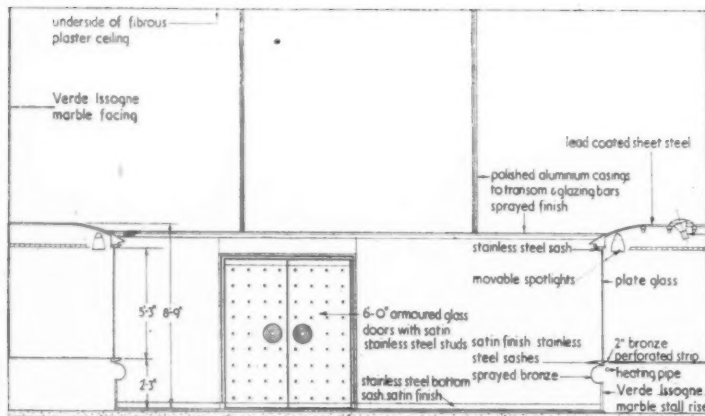 underside of fibrous
plaster ceiling
Verde Issogne
marble facing
lead coated sheet steel
polished aluminium casings
to transom & glazing bars
sprayed finish
stainless steel sash
movable spotlights
plate glass
5'-3"
8'-9"
6'-0" armoured glass
doors with satin
stainless steel studs
satin finish stainless
steel sashes
sprayed bronze
2" bronze
perforated strip
heating pipe
2'-3"
stainless steel bottom
sash satin finish
Verde Issogne
marble stall rise